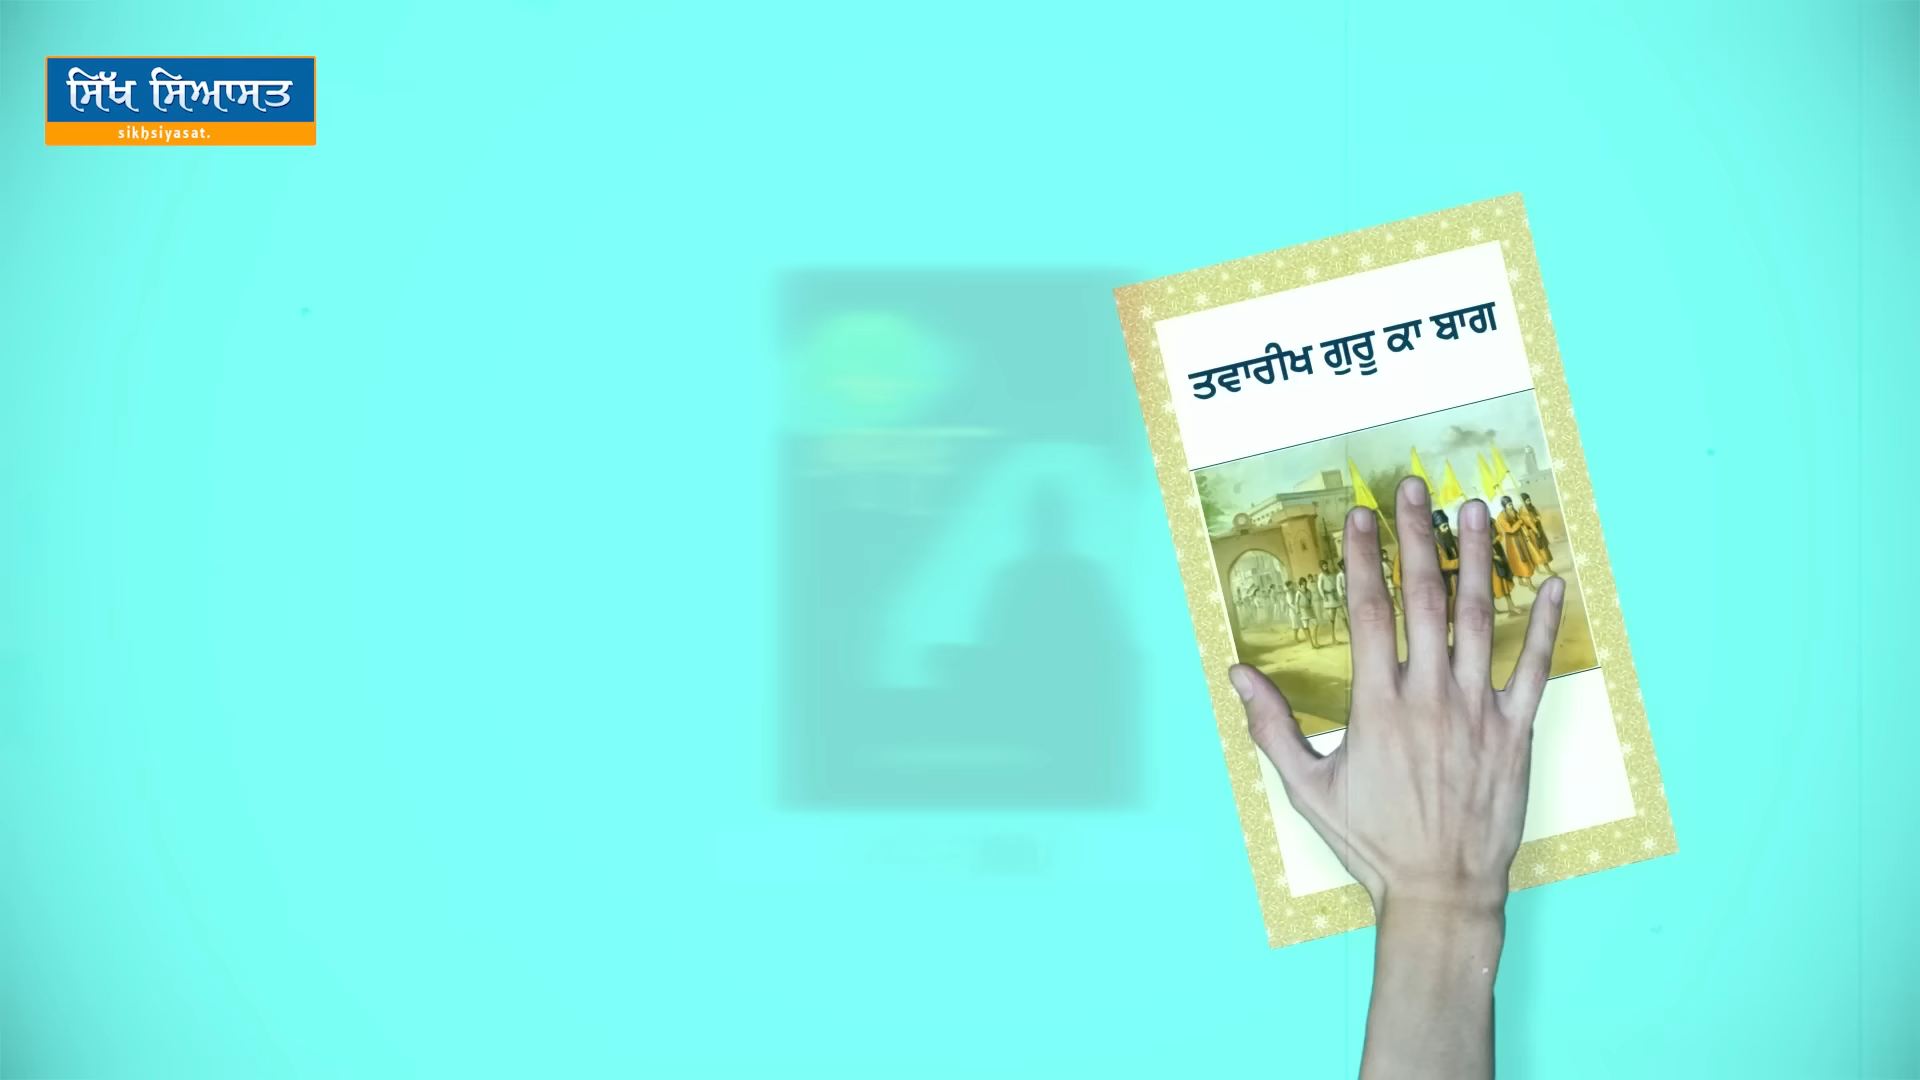 ਸਿੱਖ ਸਿਆਸਤ
sikhsiyasat.
ਤਵਾਰੀਖ ਗੁਰੂ ਕਾ ਬਾਗ